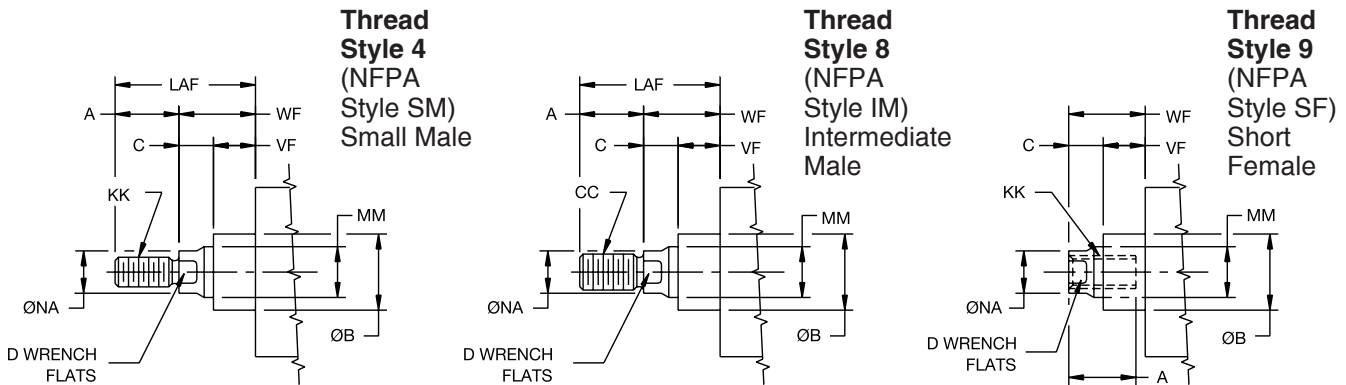 Thread
Style 4
(NFPA
Style SM)
Small Male
LAF
A
WF
C
VF
KK
MM
ØNA
ØB
D WRENCH
FLATS
Thread
Style 8
(NFPA
Style IM)
Intermediate
Male
LAF
A
WF
C
VF
CC
MM
ØNA
ØB
D WRENCH
FLATS
Thread
Style 9
(NFPA
Style SF)
Short
Female
WF
C
VF
KK
MM
ØNA
ØB
D WRENCH
FLATS
A